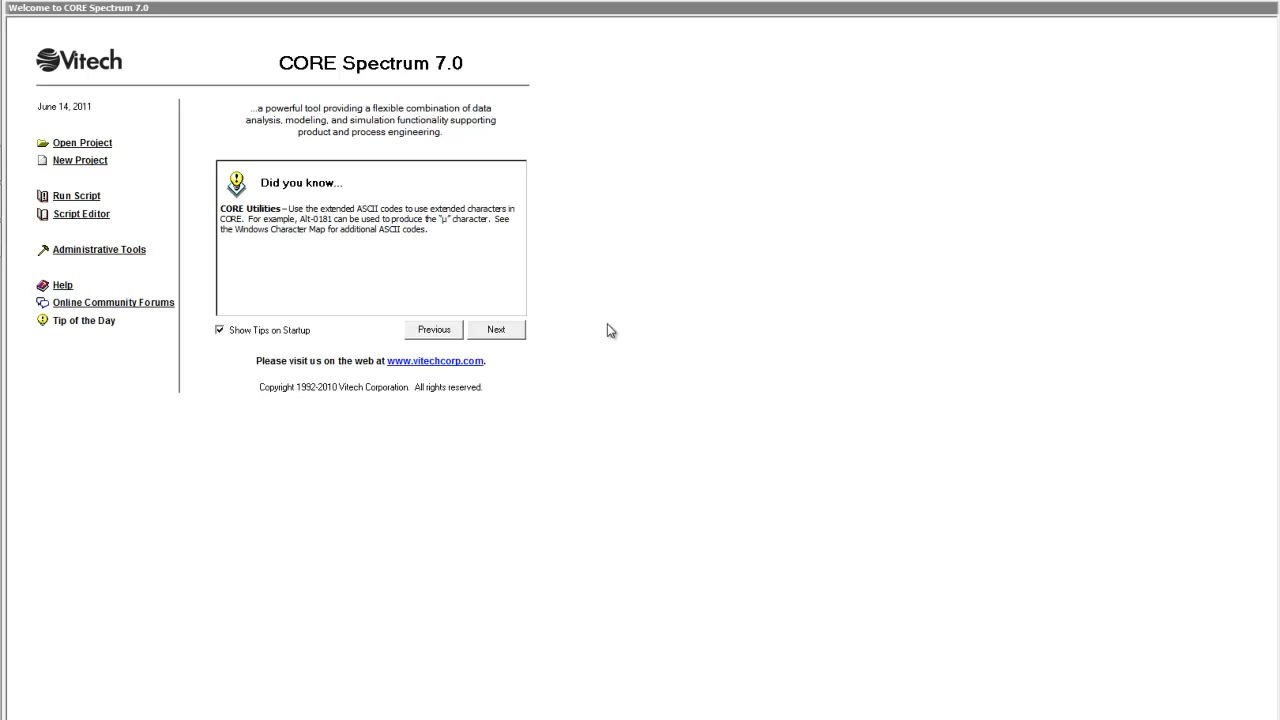 Welcome to CORE Spectrum 7.0
Vitech
CORE Spectrum 7.0
June 14, 2011
...a powerful tool providing a flexible combination of data
analysis, modeling, and simulation functionality supporting
product and process engineering.
Open Project
New Project
Run Script
Script Editor
Administrative Tools
Help
Online Community Forums
Tip of the Day
Did you know...
CORE Utilities – Use the extended ASCII codes to use extended characters in
CORE. For example, Alt-0181 can be used to produce the “µ” character. See
the Windows Character Map for additional ASCII codes.
Show Tips on Startup
Previous
Next
Please visit us on the web at www.vitechcorp.com.
Copyright 1992-2010 Vitech Corporation. All rights reserved.